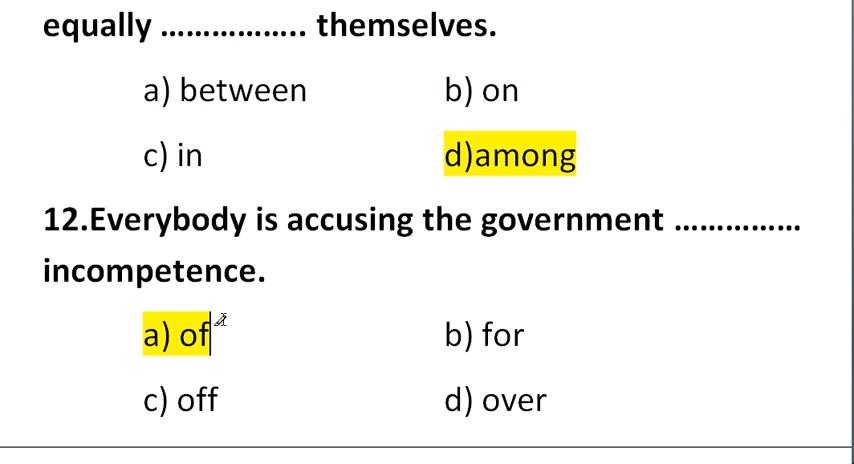 equally …………….. themselves.
a) between b) on
c) in d)among
12.Everybody is accusing the government ……………
incompetence.
a) of b) for
c) off d) over